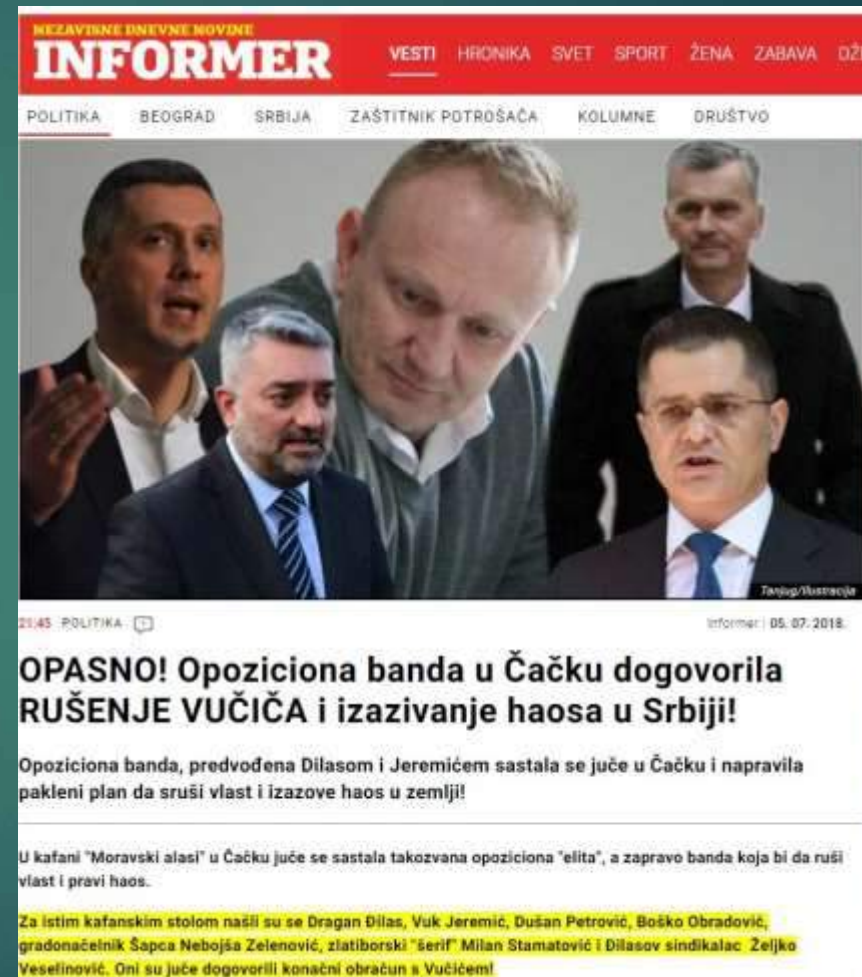 NEZAVISNE DNEVNE NOVINE
INFORMER
VESTI HRONIKA SVET SPORT ŽENA ZABAVA DŽ
POLITIKA BEOGRAD SRBIJA ZAŠTITNIK POTROŠAČA KOLUMNE DRUŠTVO
Tanjug/Ilustracija
21:45 POLITIKA
Informer | 05. 07. 2018.
OPASNO! Opoziciona banda u Čačku dogovorila
RUŠENJE VUČIČA i izazivanje haosa u Srbiji!
Opoziciona banda, predvođena Dilasom i Jeremićem sastala se juče u Čačku i napravila
pakleni plan da sruši vlast i izazove haos u zemlji!
U kafani "Moravski alasi" u Čačku juče se sastala takozvana opoziciona "elita", a zapravo banda koja bi da ruši
vlast i pravi haos.
Za istim kafanskim stolom našli su se Dragan Đilas, Vuk Jeremić, Dušan Petrović, Boško Obradović,
gradonačelnik Šapca Nebojša Zelenović, zlatiborski "šerif" Milan Stamatović i Đilasov sindikalac Željko
Veselinović. Oni su juče dogovorili konačni obračun s Vučićem!